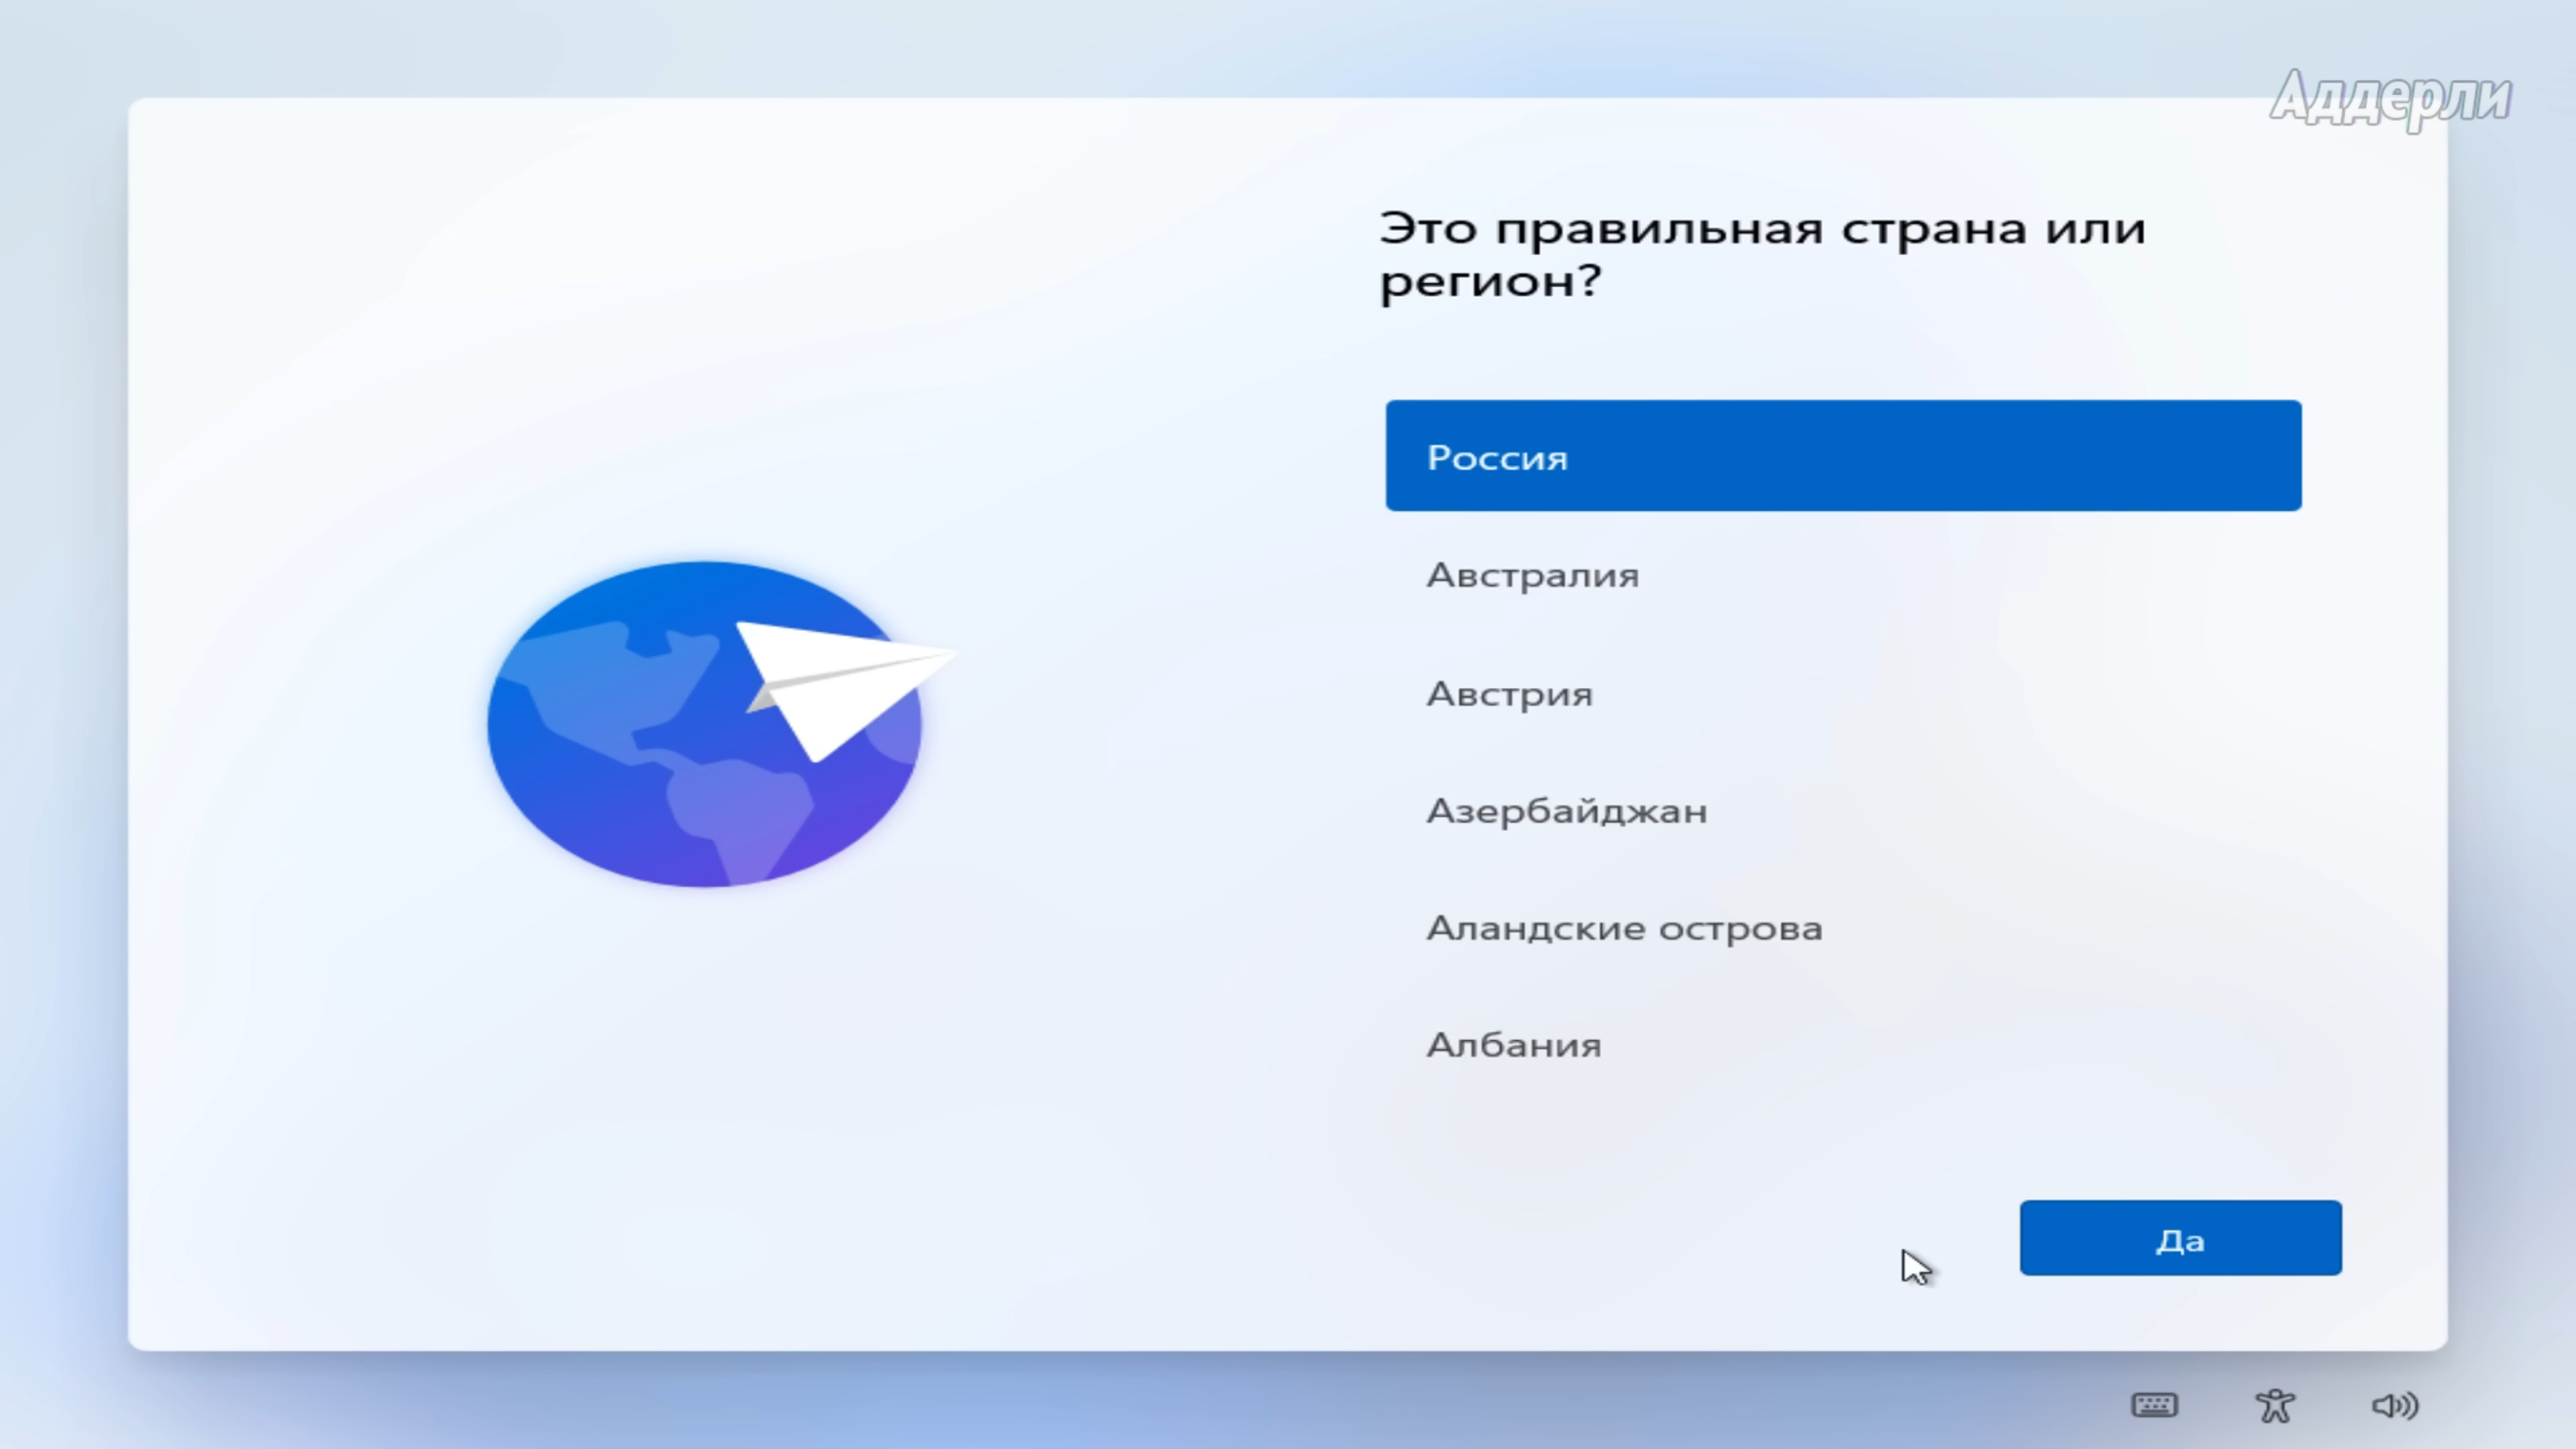 Аддерли
Это правильная страна или
регион?
Россия
Австралия
Австрия
Азербайджан
Аландские острова
Албания
Да